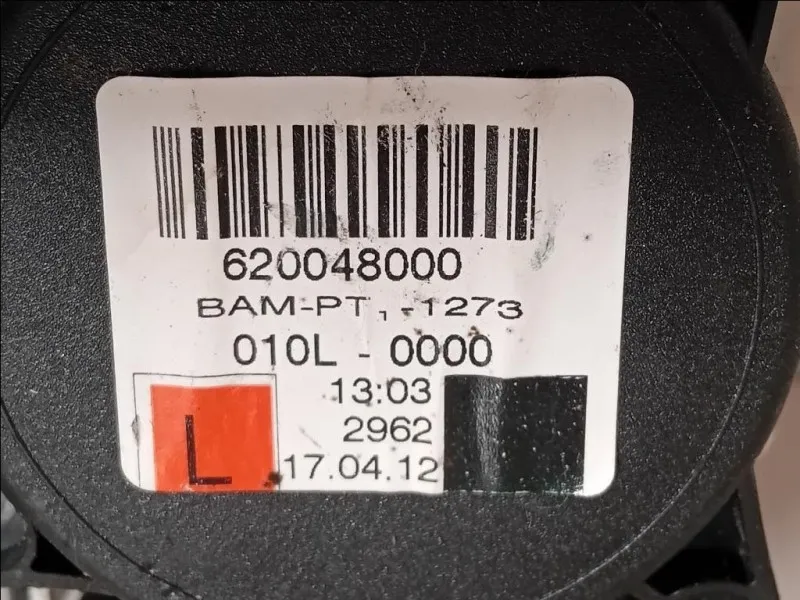 620048000
BAM-PT, -1273
010L - 0000
13:03
2962
L
17.04.12